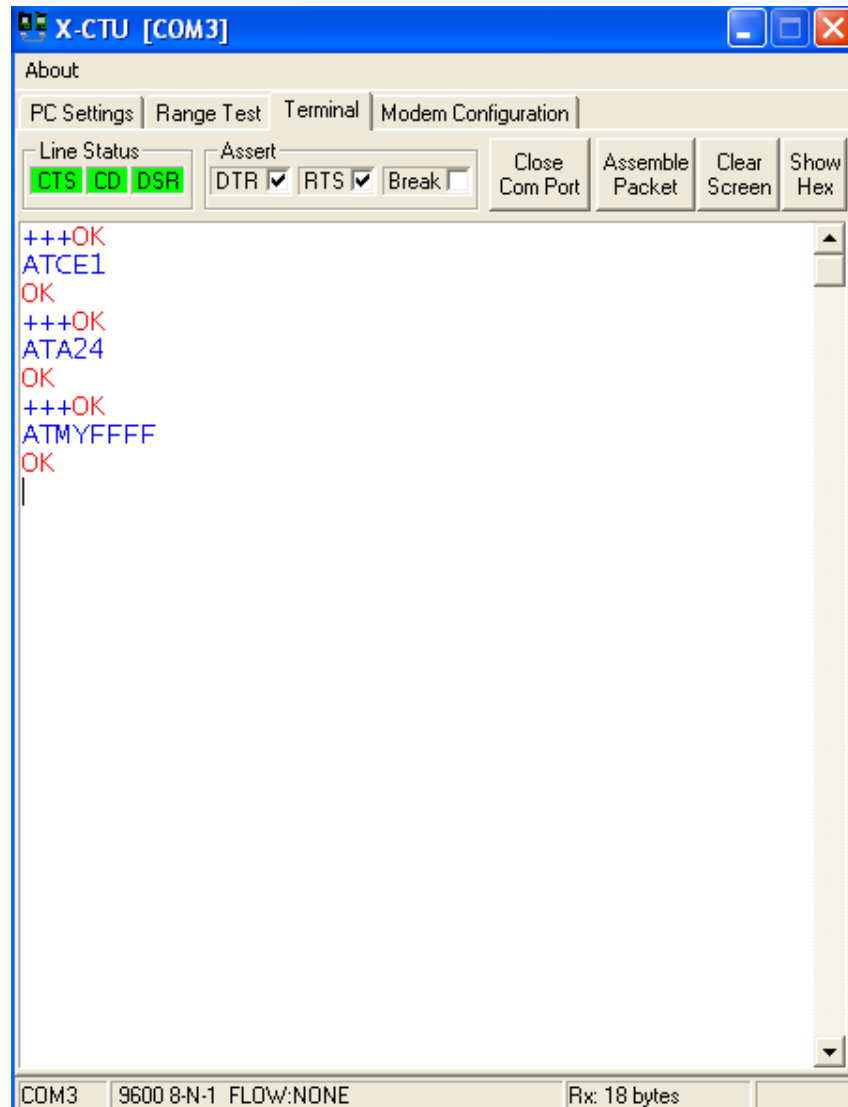 X-CTU [COM3]
About
PC Settings Range Test Terminal Modem Configuration
Line Status
CTS CD DSR
Assert
DTR RTS Break
Close Com Port
Assemble Packet
Clear Screen
Show Hex
+++OK
ATCE1
OK
+++OK
ATA24
OK
+++OK
ATMYFFFF
OK
COM3 9600 8-N-1 FLOW:NONE Rx: 18 bytes